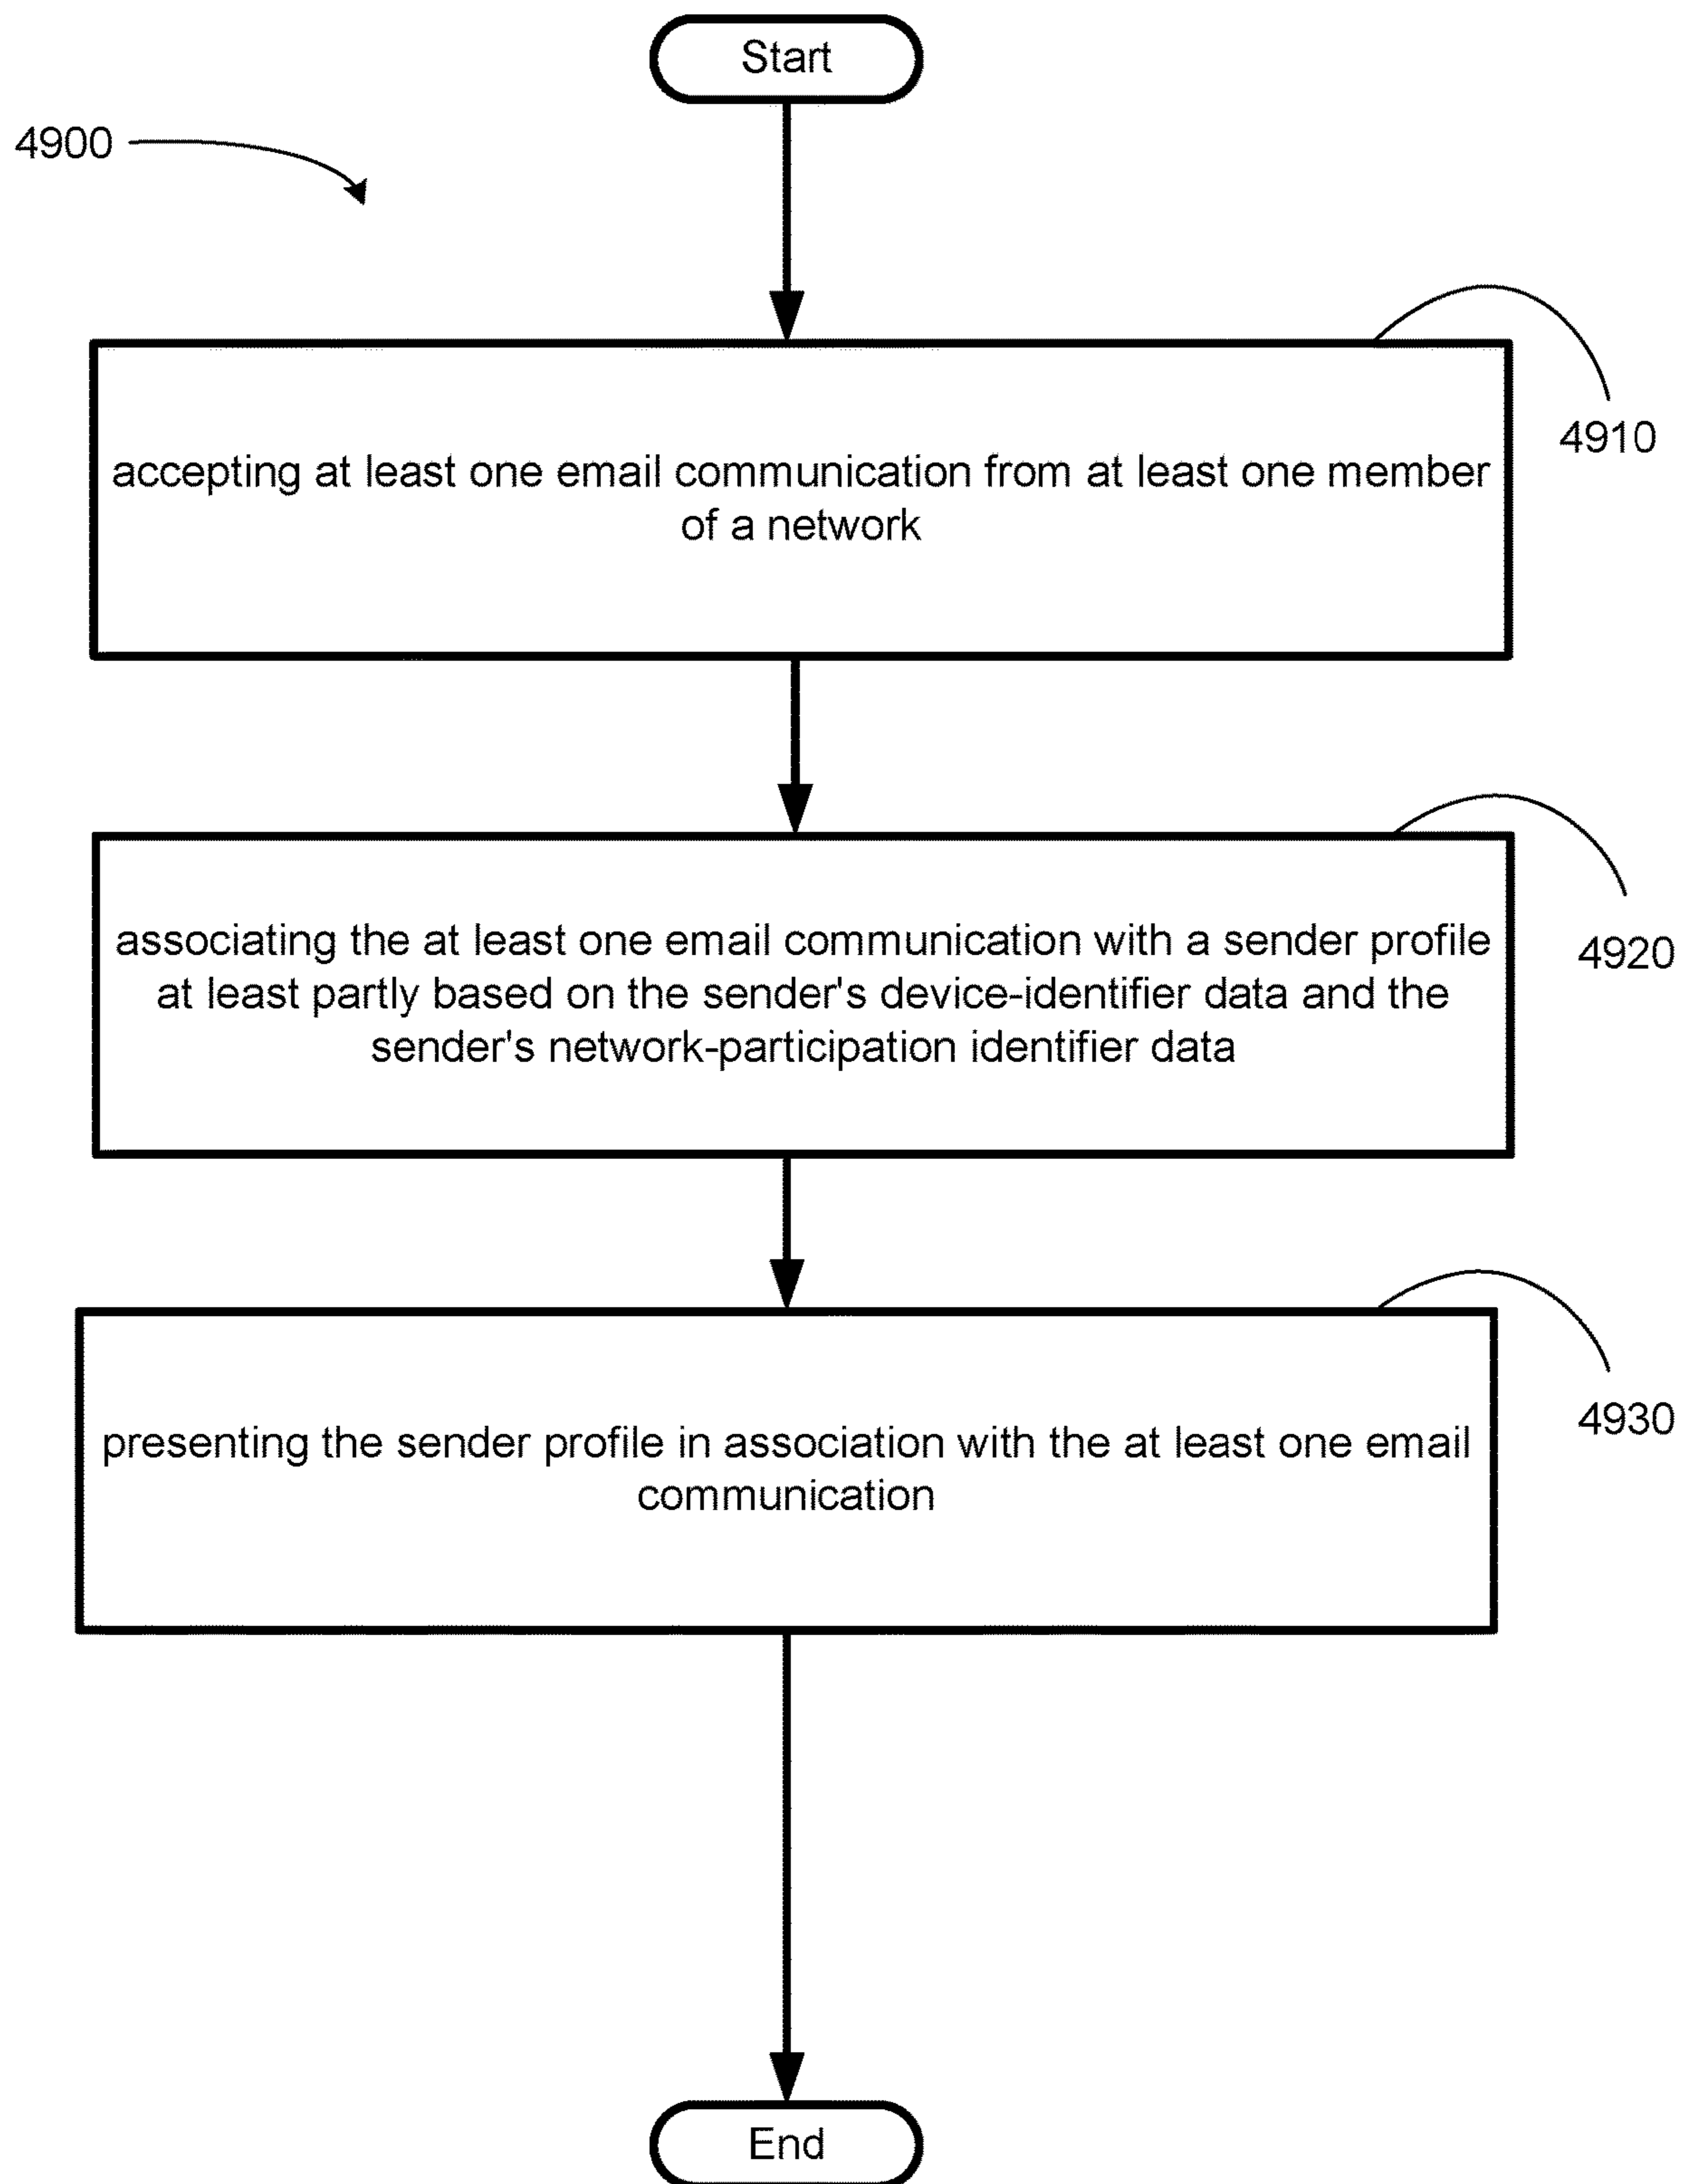 Start
4900
4910
accepting at least one email communication from at least one member
of a network
4920
associating the at least one email communication with a sender profile
at least partly based on the sender's device-identifier data and the
sender's network-participation identifier data
4930
presenting the sender profile in association with the at least one email
communication
End